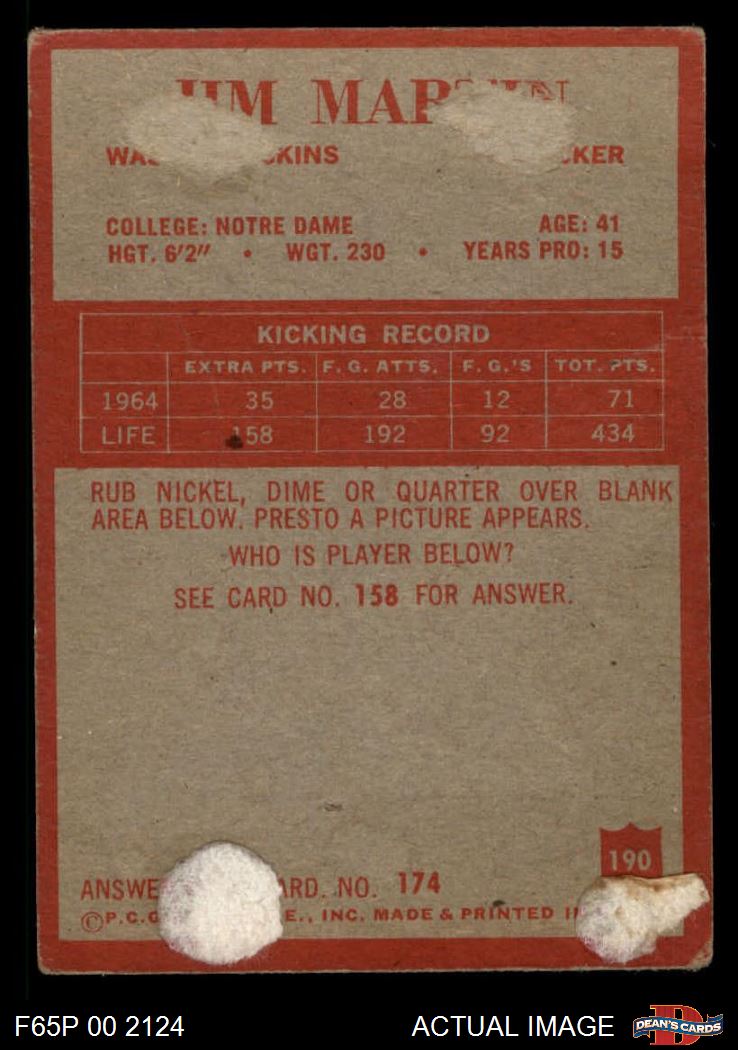 JIM MARTIN
WA KINS KER
COLLEGE: NOTRE DAME AGE: 41
HGT. 6'2" • WGT. 230 • YEARS PRO: 15
KICKING RECORD
EXTRA PTS. F. G. ATTS. F. G.'S TOT. PTS.
1964 35 28 12 71
LIFE 158 192 92 434
RUB NICKEL, DIME OR QUARTER OVER BLANK
AREA BELOW. PRESTO A PICTURE APPEARS.
WHO IS PLAYER BELOW?
SEE CARD NO. 158 FOR ANSWER.
190
ANSWE ARD. NO. 174
©P.C.G E., INC. MADE & PRINTED I
F65P 00 2124 ACTUAL IMAGE D DEAN'S CARDS